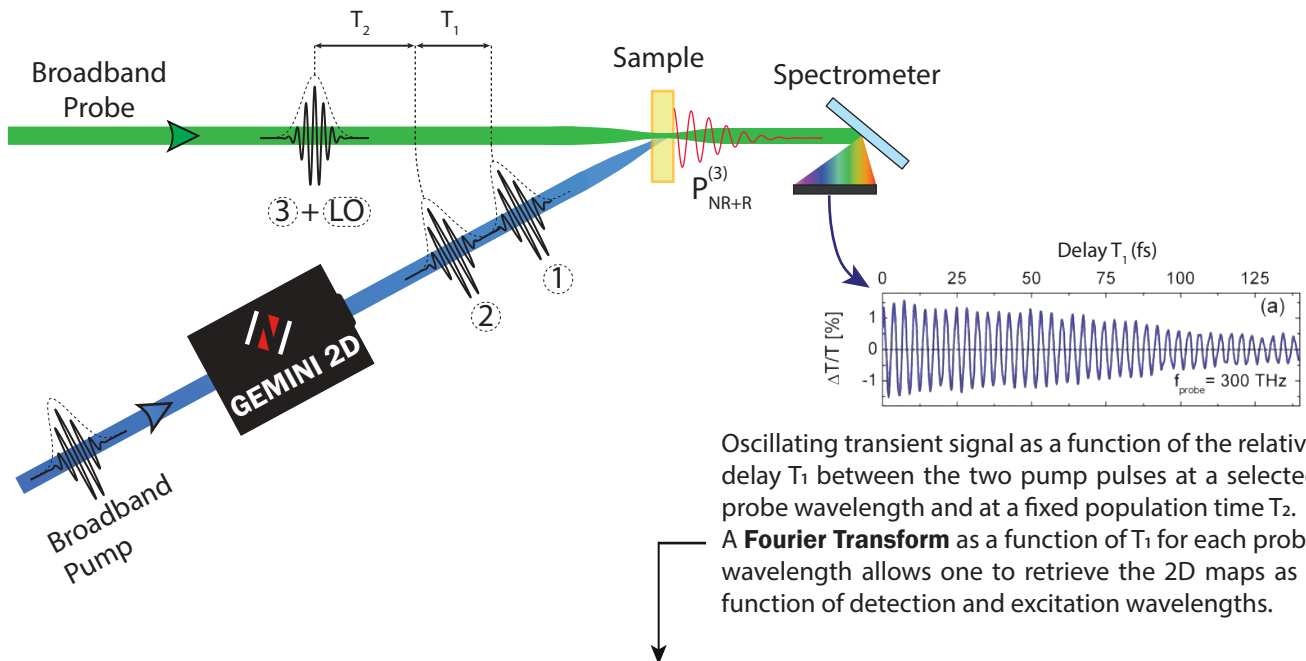 T₂
T₁
Broadband
Probe
Sample
Spectrometer
③ + LO
P(3)NR+R
1
2
GEMINI 2D
Broadband
Pump
Delay T₁ (fs)
0 25 50 75 100 125
(a)
ΔT/T [%]
1
0
-1
f probe = 300 THz
Oscillating transient signal as a function of the relativ
delay T₁ between the two pump pulses at a selected
probe wavelength and at a fixed population time T₂.
A Fourier Transform as a function of T₁ for each prob
wavelength allows one to retrieve the 2D maps as
function of detection and excitation wavelengths.